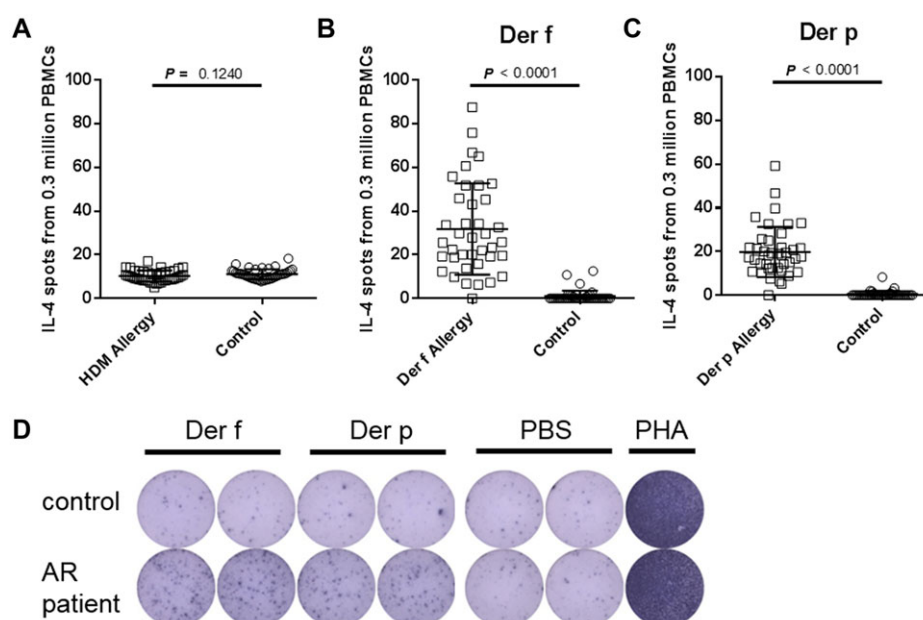 A
IL-4 spots from 0.3 million PBMCs
P = 0.1240
100
80
60
40
20
0
HDM Allergy
Control
B
Der f
IL-4 spots from 0.3 million PBMCs
P < 0.0001
100
80
60
40
20
0
Der f Allergy
Control
C
Der p
IL-4 spots from 0.3 million PBMCs
P < 0.0001
100
80
60
40
20
0
Der p Allergy
Control
D
Der f
Der p
PBS
PHA
control
AR
patient